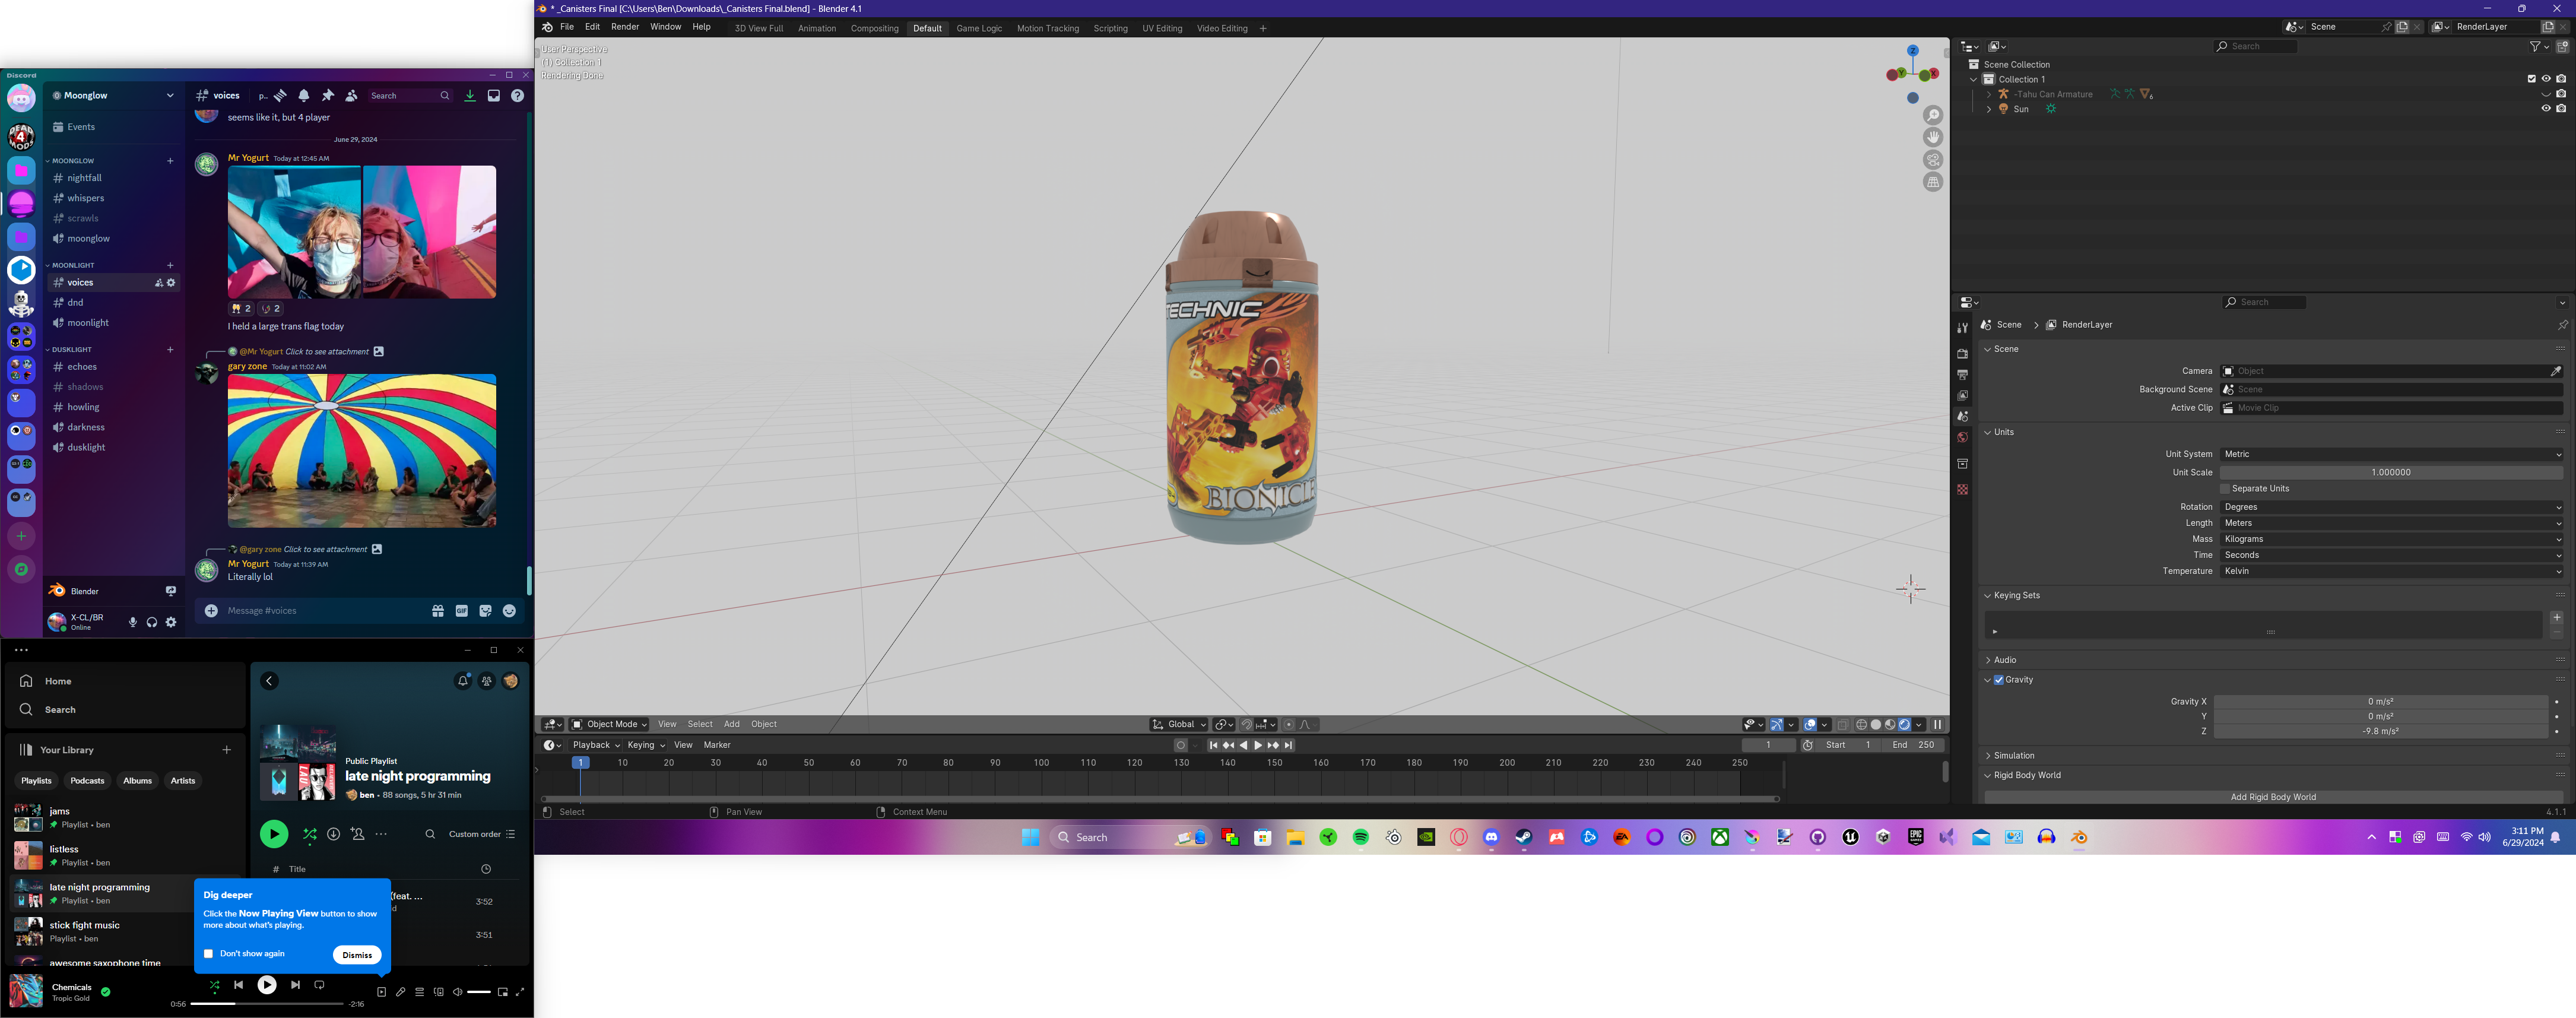 Discord
Moonglow
Events
MOONGLOW
nightfall
whispers
scrawls
moonglow
MOONLIGHT
voices
dnd
moonlight
DUSKLIGHT
echoes
shadows
howling
darkness
dusklight
Blender
X-CL/BR
Online
voices
p...
Search
seems like it, but 4 player
June 29, 2024
Mr Yogurt Today at 12:45 AM
2 2
I held a large trans flag today
@Mr Yogurt Click to see attachment
gary zone Today at 11:02 AM
@gary zone Click to see attachment
Mr Yogurt Today at 11:39 AM
Literally lol
Message #voices
GIF
DEAD
4
MODS
Home
Search
Your Library
Playlists Podcasts Albums Artists
jams
Playlist • ben
listless
Playlist • ben
late night programming
Playlist • ben
stick fight music
Playlist • ben
awesome saxophone time
Public Playlist
late night programming
ben • 88 songs, 5 hr 31 min
Custom order
# Title
(feat. ...
3:52
3:51
Dig deeper
Click the Now Playing View button to show
more about what's playing.
Don't show again
Dismiss
Chemicals
Tropic Gold
0:56
-2:16
* _Canisters Final [C:\Users\Ben\Downloads\_Canisters Final.blend] - Blender 4.1
File Edit Render Window Help
3D View Full Animation Compositing Default Game Logic Motion Tracking Scripting UV Editing Video Editing +
Scene
RenderLayer
User Perspective
(1) Collection 1
Rendering Done
Z
Y
X
TECHNIC
BIONICLE
Object Mode View Select Add Object
Global
Playback Keying View Marker
1
Start 1
End 250
1 10 20 30 40 50 60 70 80 90 100 110 120 130 140 150 160 170 180 190 200 210 220 230 240 250
Select
Pan View
Context Menu
Search
Scene Collection
Collection 1
-Tahu Can Armature
6
Sun
Search
Scene > RenderLayer
Scene
Camera Object
Background Scene Scene
Active Clip Movie Clip
Units
Unit System Metric
Unit Scale 1.000000
Separate Units
Rotation Degrees
Length Meters
Mass Kilograms
Time Seconds
Temperature Kelvin
Keying Sets
Audio
Gravity
Gravity X 0 m/s²
Y 0 m/s²
Z -9.8 m/s²
Simulation
Rigid Body World
Add Rigid Body World
4.1.1
Search
EPIC
GAMES
EA
3:11 PM
6/29/2024